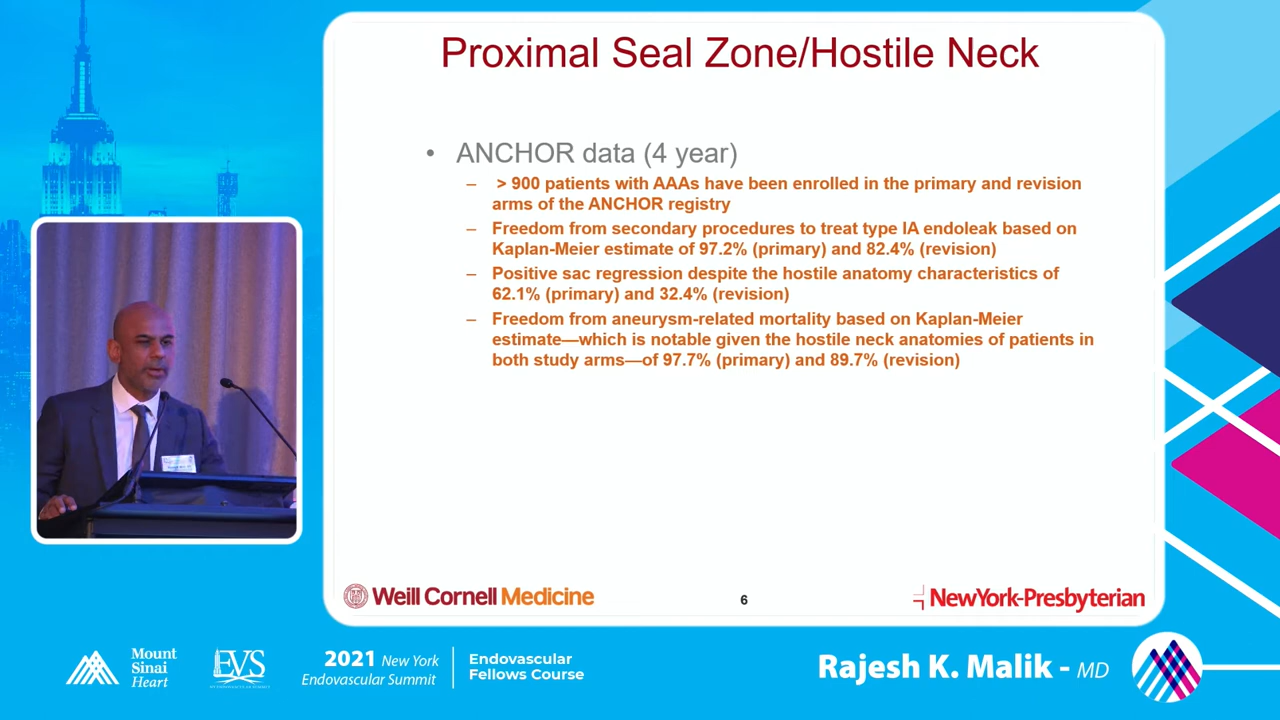 Proximal Seal Zone/Hostile Neck
• ANCHOR data (4 year)
– > 900 patients with AAAs have been enrolled in the primary and revision
arms of the ANCHOR registry
– Freedom from secondary procedures to treat type IA endoleak based on
Kaplan-Meier estimate of 97.2% (primary) and 82.4% (revision)
– Positive sac regression despite the hostile anatomy characteristics of
62.1% (primary) and 32.4% (revision)
– Freedom from aneurysm-related mortality based on Kaplan-Meier
estimate—which is notable given the hostile neck anatomies of patients in
both study arms—of 97.7% (primary) and 89.7% (revision)
Weill Cornell Medicine
6
NewYork-Presbyterian
Mount
Sinai
Heart
EVS
2021 New York
Endovascular Summit
Endovascular
Fellows Course
Rajesh K. Malik - MD